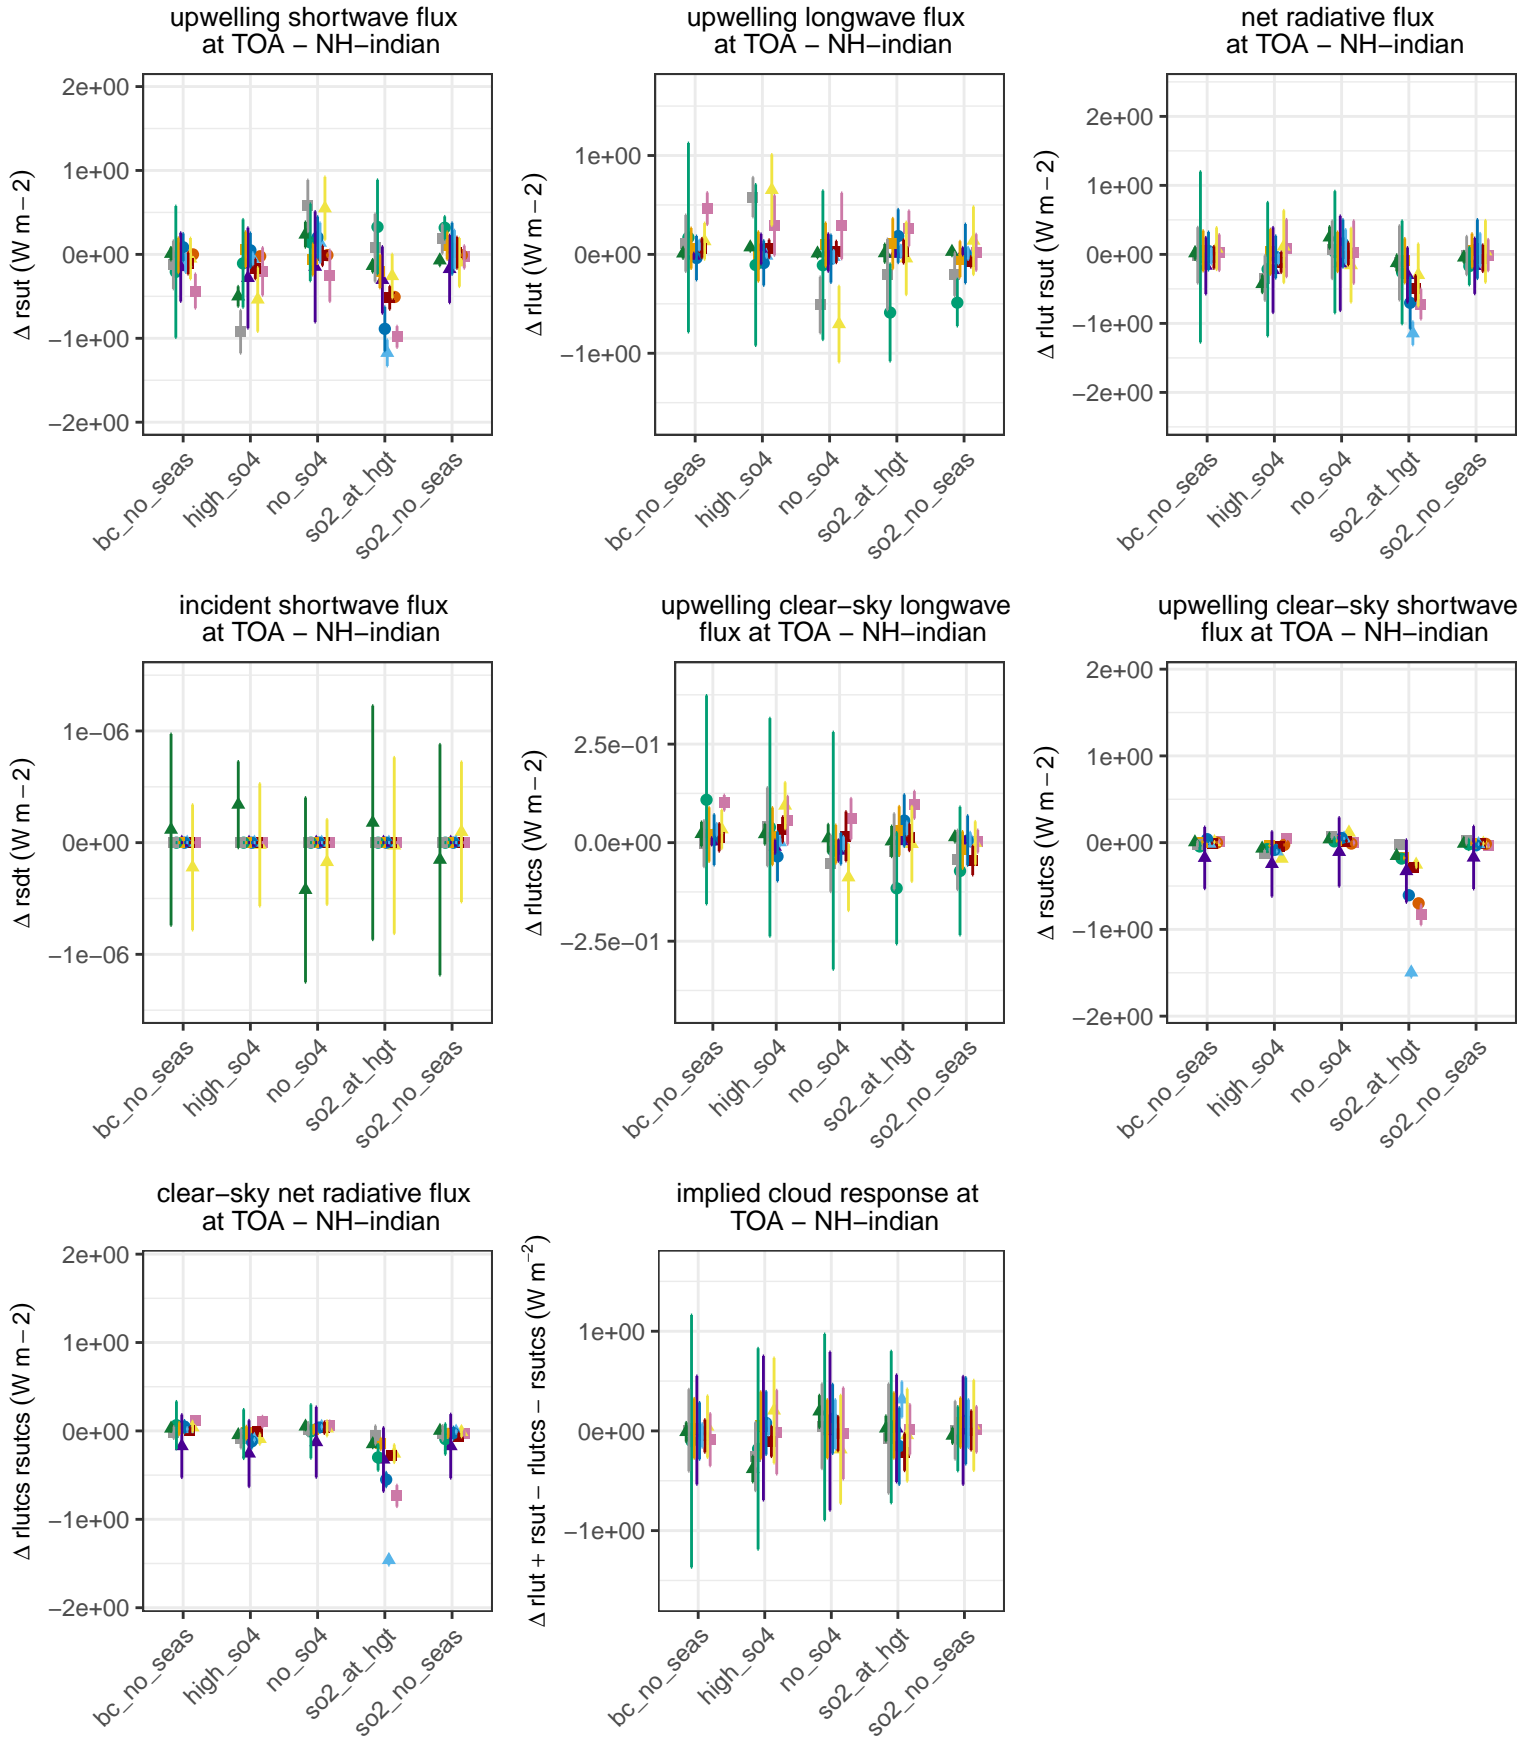 upwelling shortwave flux
at TOA − NH−indian
Δ rsut (W m − 2)
2e+00
1e+00
0e+00
−1e+00
−2e+00
bc_no_seas
high_so4
no_so4
so2_at_hgt
so2_no_seas
upwelling longwave flux
at TOA − NH−indian
Δ rlut (W m − 2)
1e+00
0e+00
−1e+00
bc_no_seas
high_so4
no_so4
so2_at_hgt
so2_no_seas
net radiative flux
at TOA − NH−indian
Δ rlut rsut (W m − 2)
2e+00
1e+00
0e+00
−1e+00
−2e+00
bc_no_seas
high_so4
no_so4
so2_at_hgt
so2_no_seas
incident shortwave flux
at TOA − NH−indian
Δ rsdt (W m − 2)
1e−06
0e+00
−1e−06
bc_no_seas
high_so4
no_so4
so2_at_hgt
so2_no_seas
upwelling clear−sky longwave
flux at TOA − NH−indian
Δ rlutcs (W m − 2)
2.5e−01
0.0e+00
−2.5e−01
bc_no_seas
high_so4
no_so4
so2_at_hgt
so2_no_seas
upwelling clear−sky shortwave
flux at TOA − NH−indian
Δ rsutcs (W m − 2)
2e+00
1e+00
0e+00
−1e+00
−2e+00
bc_no_seas
high_so4
no_so4
so2_at_hgt
so2_no_seas
clear−sky net radiative flux
at TOA − NH−indian
Δ rlutcs rsutcs (W m − 2)
2e+00
1e+00
0e+00
−1e+00
−2e+00
bc_no_seas
high_so4
no_so4
so2_at_hgt
so2_no_seas
implied cloud response at
TOA − NH−indian
Δ rlut + rsut − rlutcs − rsutcs (W m⁻²)
1e+00
0e+00
−1e+00
bc_no_seas
high_so4
no_so4
so2_at_hgt
so2_no_seas